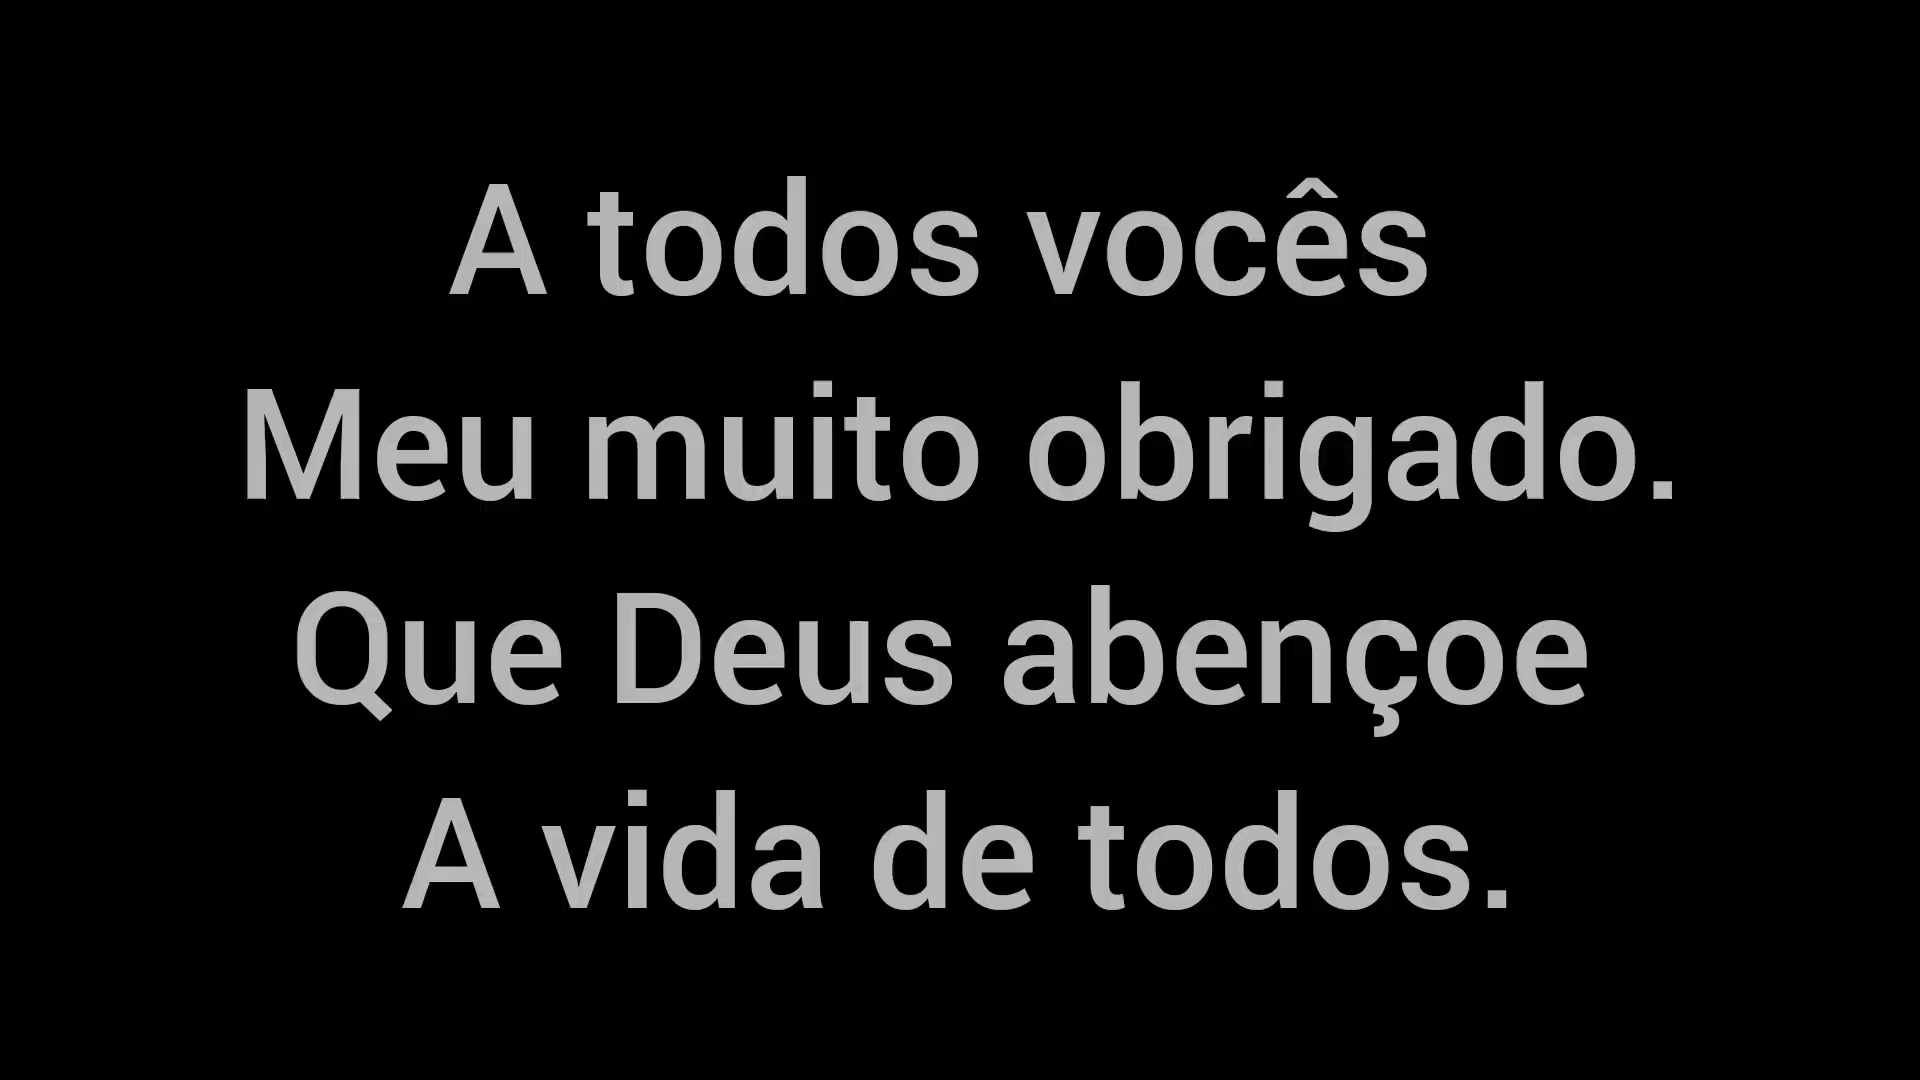 A todos vocês
Meu muito obrigado.
Que Deus abençoe
A vida de todos.